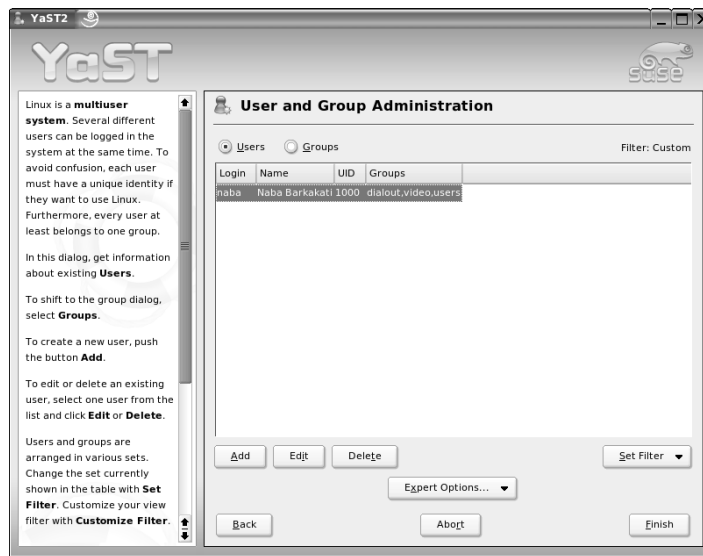 YaST2
YaST
SUSE
Linux is a multiuser
system. Several different
users can be logged in the
system at the same time. To
avoid confusion, each user
must have a unique identity if
they want to use Linux.
Furthermore, every user at
least belongs to one group.
In this dialog, get information
about existing Users.
To shift to the group dialog,
select Groups.
To create a new user, push
the button Add.
To edit or delete an existing
user, select one user from the
list and click Edit or Delete.
Users and groups are
arranged in various sets.
Change the set currently
shown in the table with Set
Filter. Customize your view
filter with Customize Filter.
User and Group Administration
Users Groups Filter: Custom
Login Name UID Groups
naba Naba Barkakati 1000 dialout,video,users
Add Edit Delete Set Filter
Expert Options...
Back Abort Finish